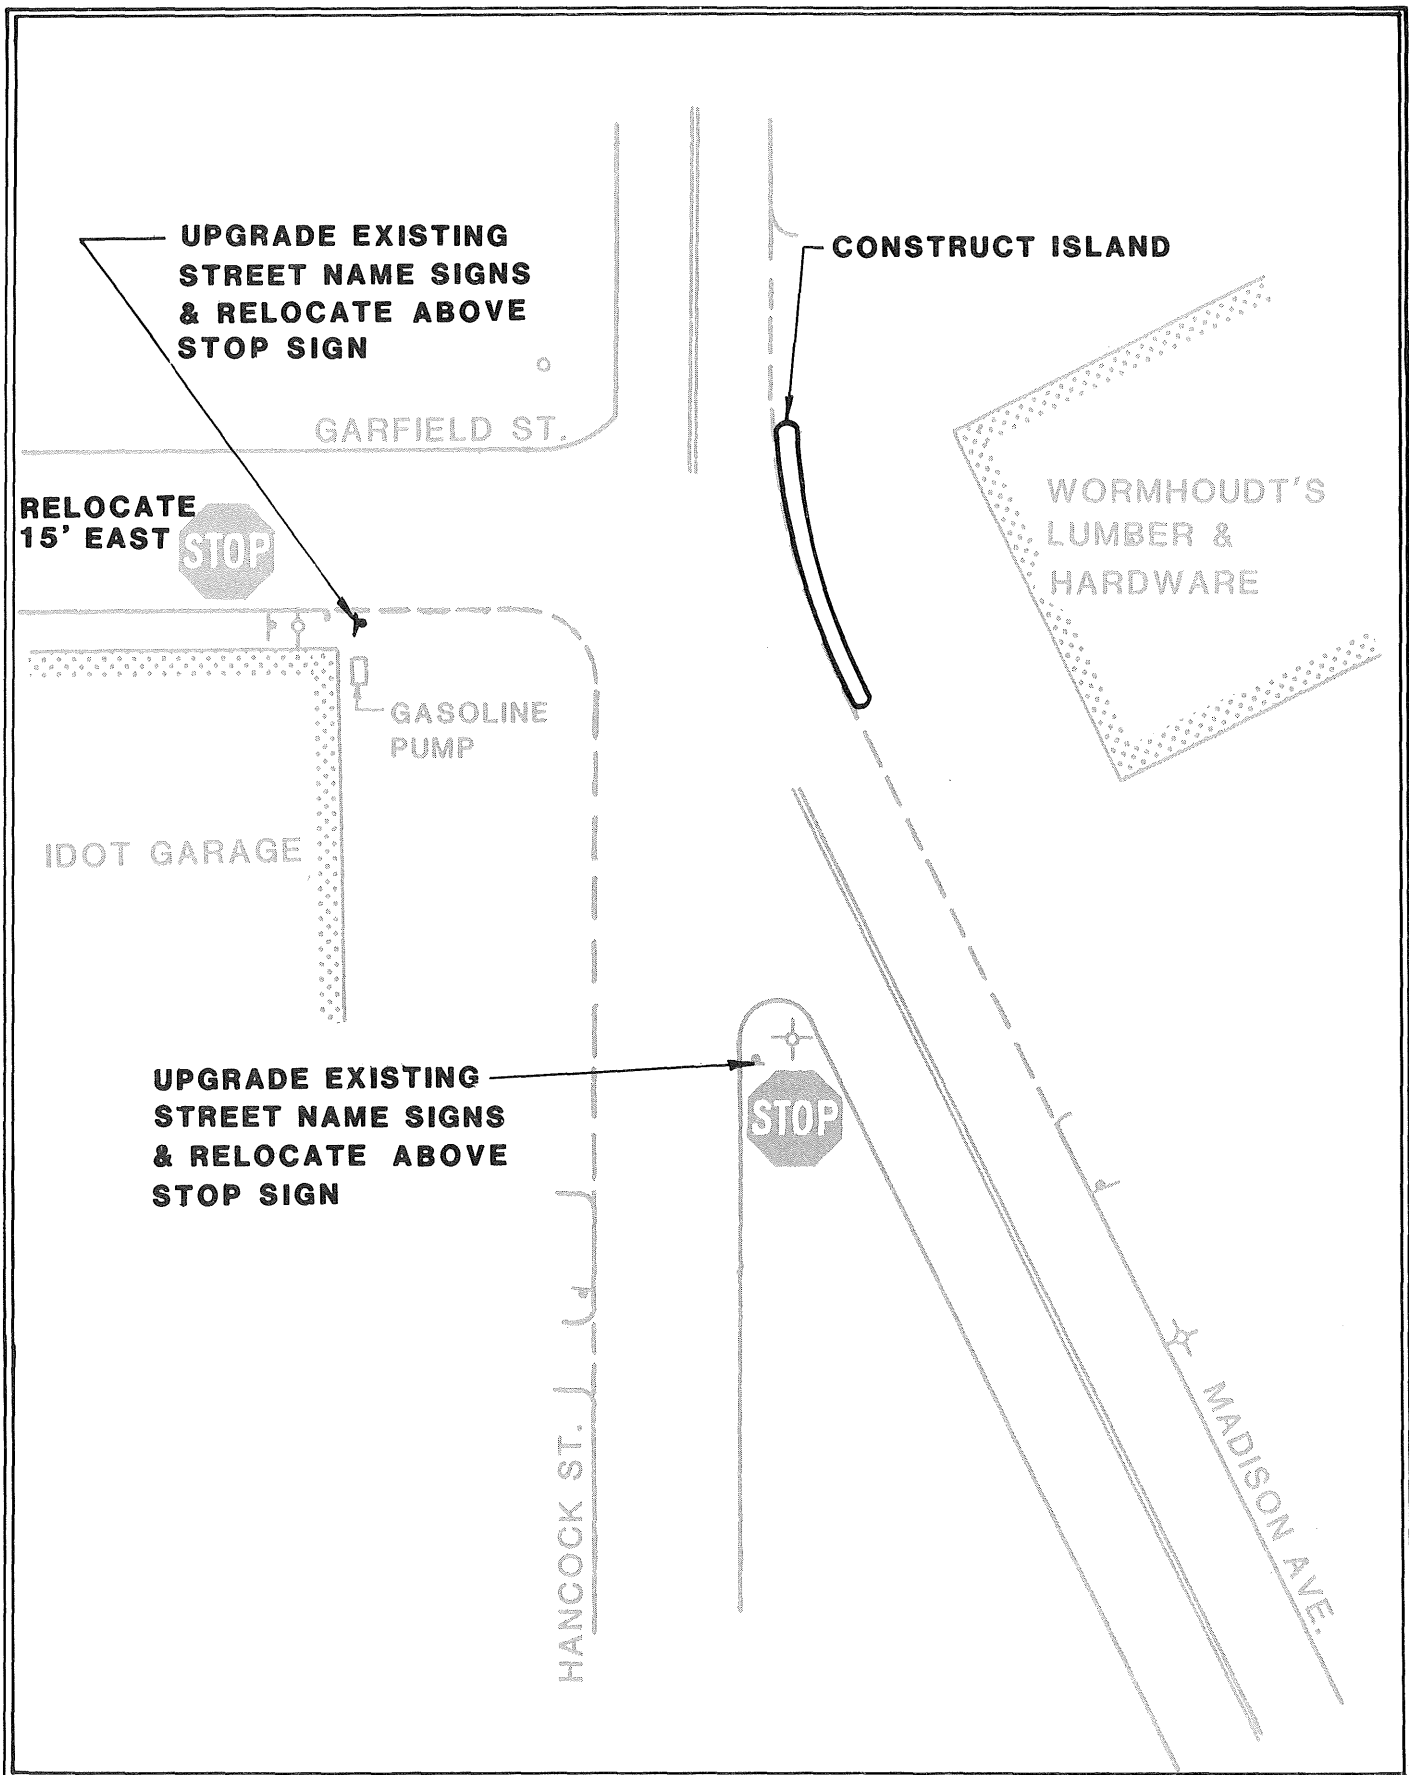 UPGRADE EXISTING
STREET NAME SIGNS
& RELOCATE ABOVE
STOP SIGN
CONSTRUCT ISLAND
GARFIELD ST.
RELOCATE
15' EAST
STOP
WORMHOUDT'S
LUMBER &
HARDWARE
GASOLINE
PUMP
IDOT GARAGE
UPGRADE EXISTING
STREET NAME SIGNS
& RELOCATE ABOVE
STOP SIGN
STOP
HANCOCK ST.
MADISON AVE.